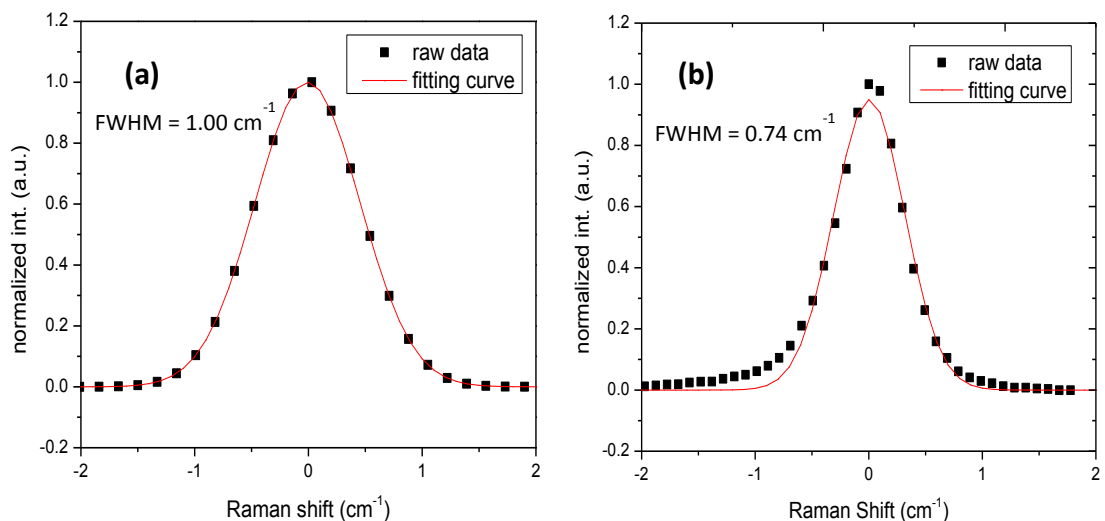 (a)
raw data
fitting curve
FWHM = 1.00 cm⁻¹
normalized int. (a.u.)
1.2
1.0
0.8
0.6
0.4
0.2
0.0
-0.2
-2
-1
0
1
2
Raman shift (cm⁻¹)
(b)
raw data
fitting curve
FWHM = 0.74 cm⁻¹
normalized int. (a.u.)
1.2
1.0
0.8
0.6
0.4
0.2
0.0
-0.2
-2
-1
0
1
2
Raman Shift (cm⁻¹)